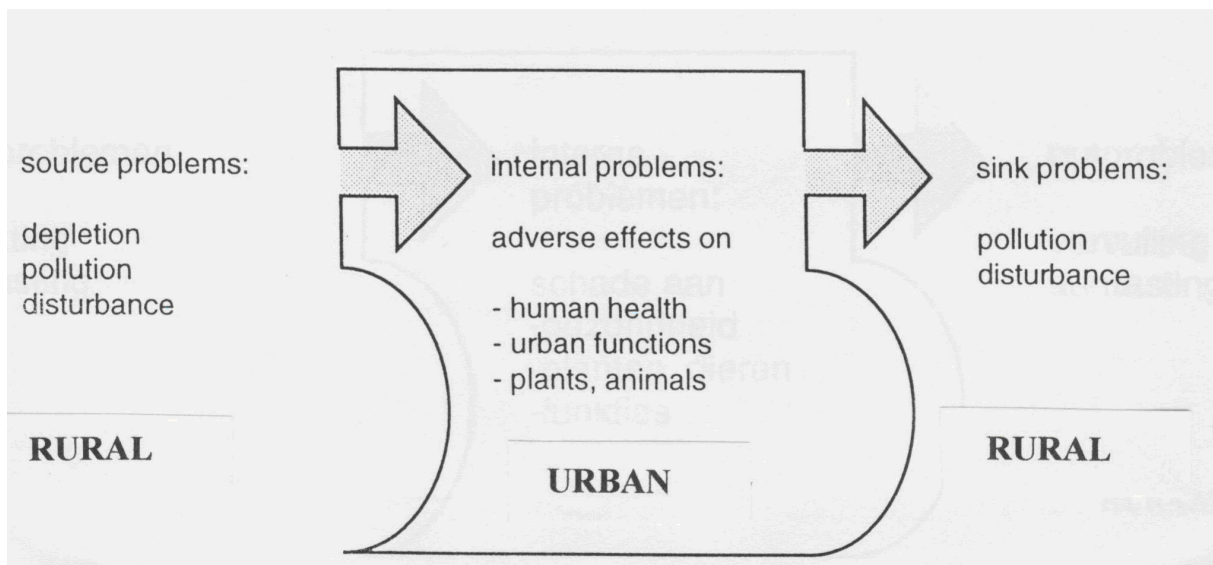 source problems:
depletion
pollution
disturbance
RURAL
internal problems:
adverse effects on
- human health
- urban functions
- plants, animals
URBAN
sink problems:
pollution
disturbance
RURAL